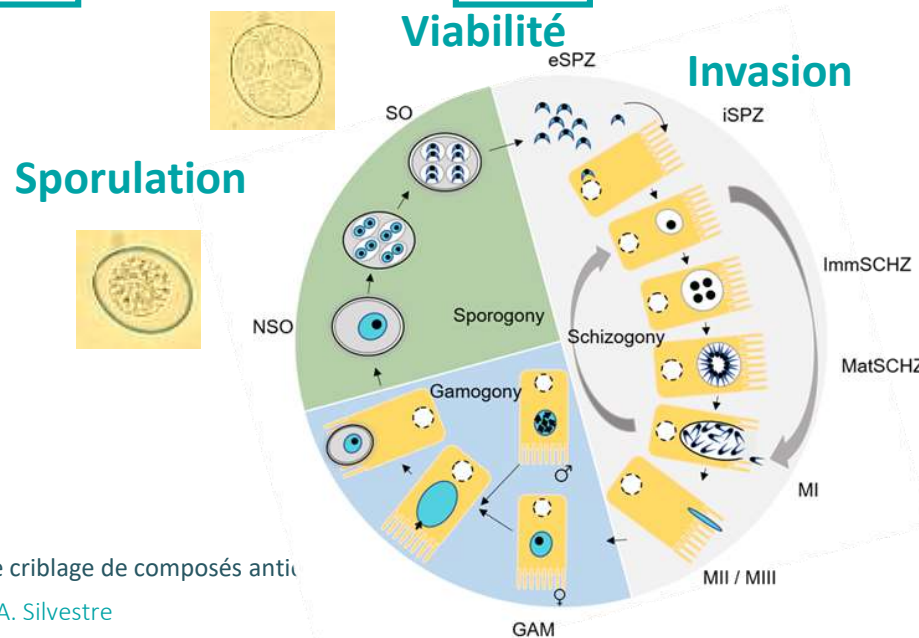 Viabilité
eSPZ
Invasion
SO
iSPZ
Sporulation
ImmSCHZ
NSO
Sporogony
Schizogony
MatSCHZ
Gamogony
♂
MI
criblage de composés
MII / MIII
A. Silvestre
♀
GAM